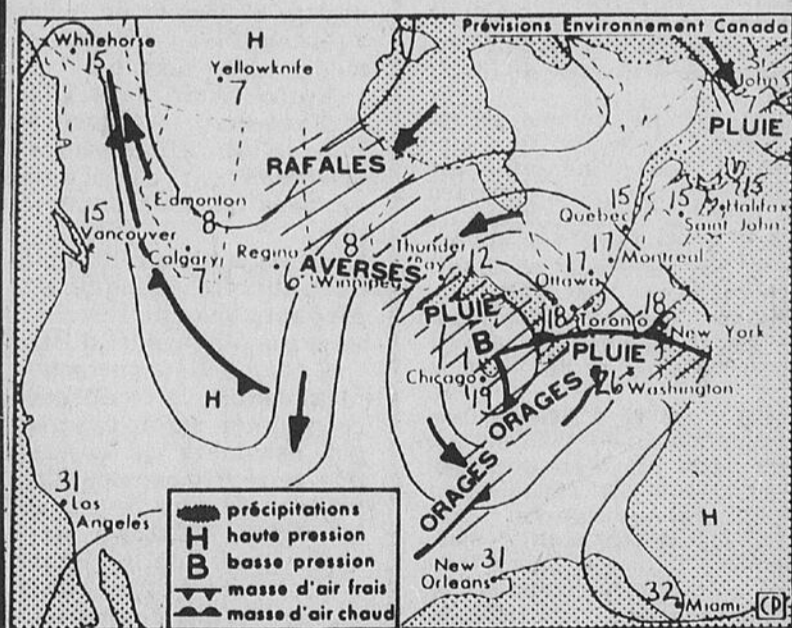 Prévisions Environnement Canada
Whitehorse
15
H
Yellowknife
7
St
John
7
PLUIE
RAFALES
Edmonton
8
15
Vancouver
Calgary
7
Regina
6
8
Winnipeg
AVERSES
Thunder
Bay
12
Québec
15
15
Saint John
15
Halifax
17
Montreal
17
Ottawa
PLUIE
18
Toronto
18
New York
B
PLUIE
Chicago
19
26
Washington
ORAGES
ORAGES
H
31
Los
Angeles
H
New
Orleans
31
32
Miami
CP
précipitations
H haute pression
B basse pression
masse d'air frais
masse d'air chaud